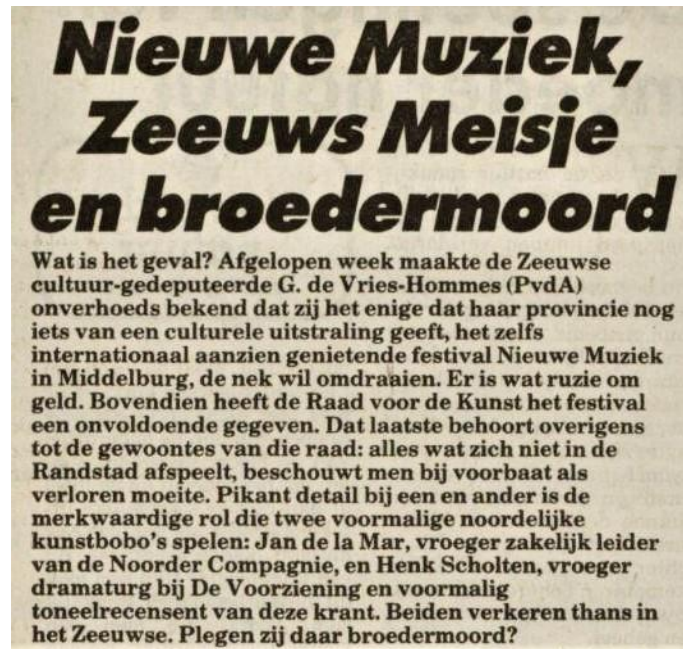 Nieuwe Muziek,
Zeeuws Meisje
en broedermoord
Wat is het geval? Afgelopen week maakte de Zeeuwse
cultuur-gedeputeerde G. de Vries-Hommes (PvdA)
onverhoeds bekend dat zij het enige dat haar provincie nog
iets van een culturele uitstraling geeft, het zelfs
internationaal aanzien genietende festival Nieuwe Muziek
in Middelburg, de nek wil omdraaien. Er is wat ruzie om
geld. Bovendien heeft de Raad voor de Kunst het festival
een onvoldoende gegeven. Dat laatste behoort overigens
tot de gewoontes van die raad: alles wat zich niet in de
Randstad afspeelt, beschouwt men bij voorbaat als
verloren moeite. Pikant detail bij een en ander is de
merkwaardige rol die twee voormalige noordelijke
kunstbobo's spelen: Jan de la Mar, vroeger zakelijk leider
van de Noorder Compagnie, en Henk Scholten, vroeger
dramaturg bij De Voorziening en voormalig
toneelrecensent van deze krant. Beiden verkeren thans in
het Zeeuwse. Plegen zij daar broedermoord?